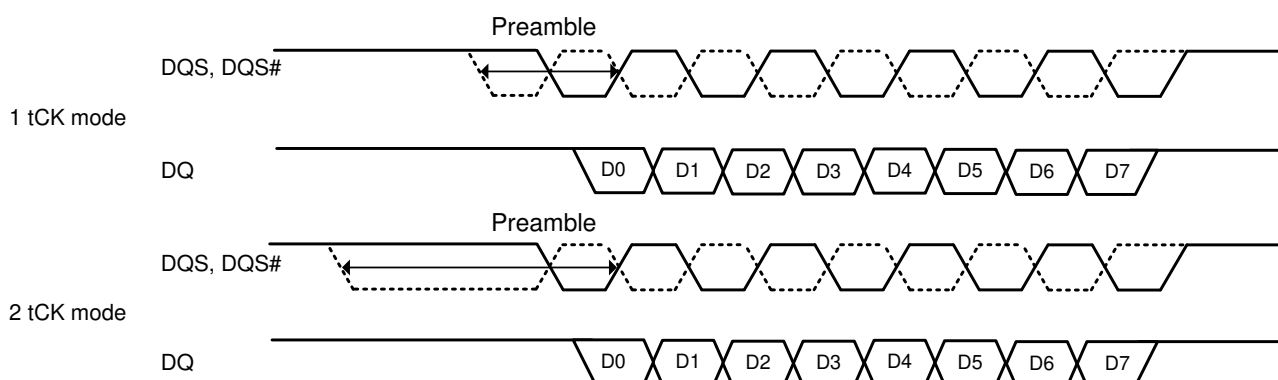 Preamble
DQS, DQS#
1 tCK mode
DQ
D0 D1 D2 D3 D4 D5 D6 D7
Preamble
DQS, DQS#
2 tCK mode
DQ
D0 D1 D2 D3 D4 D5 D6 D7